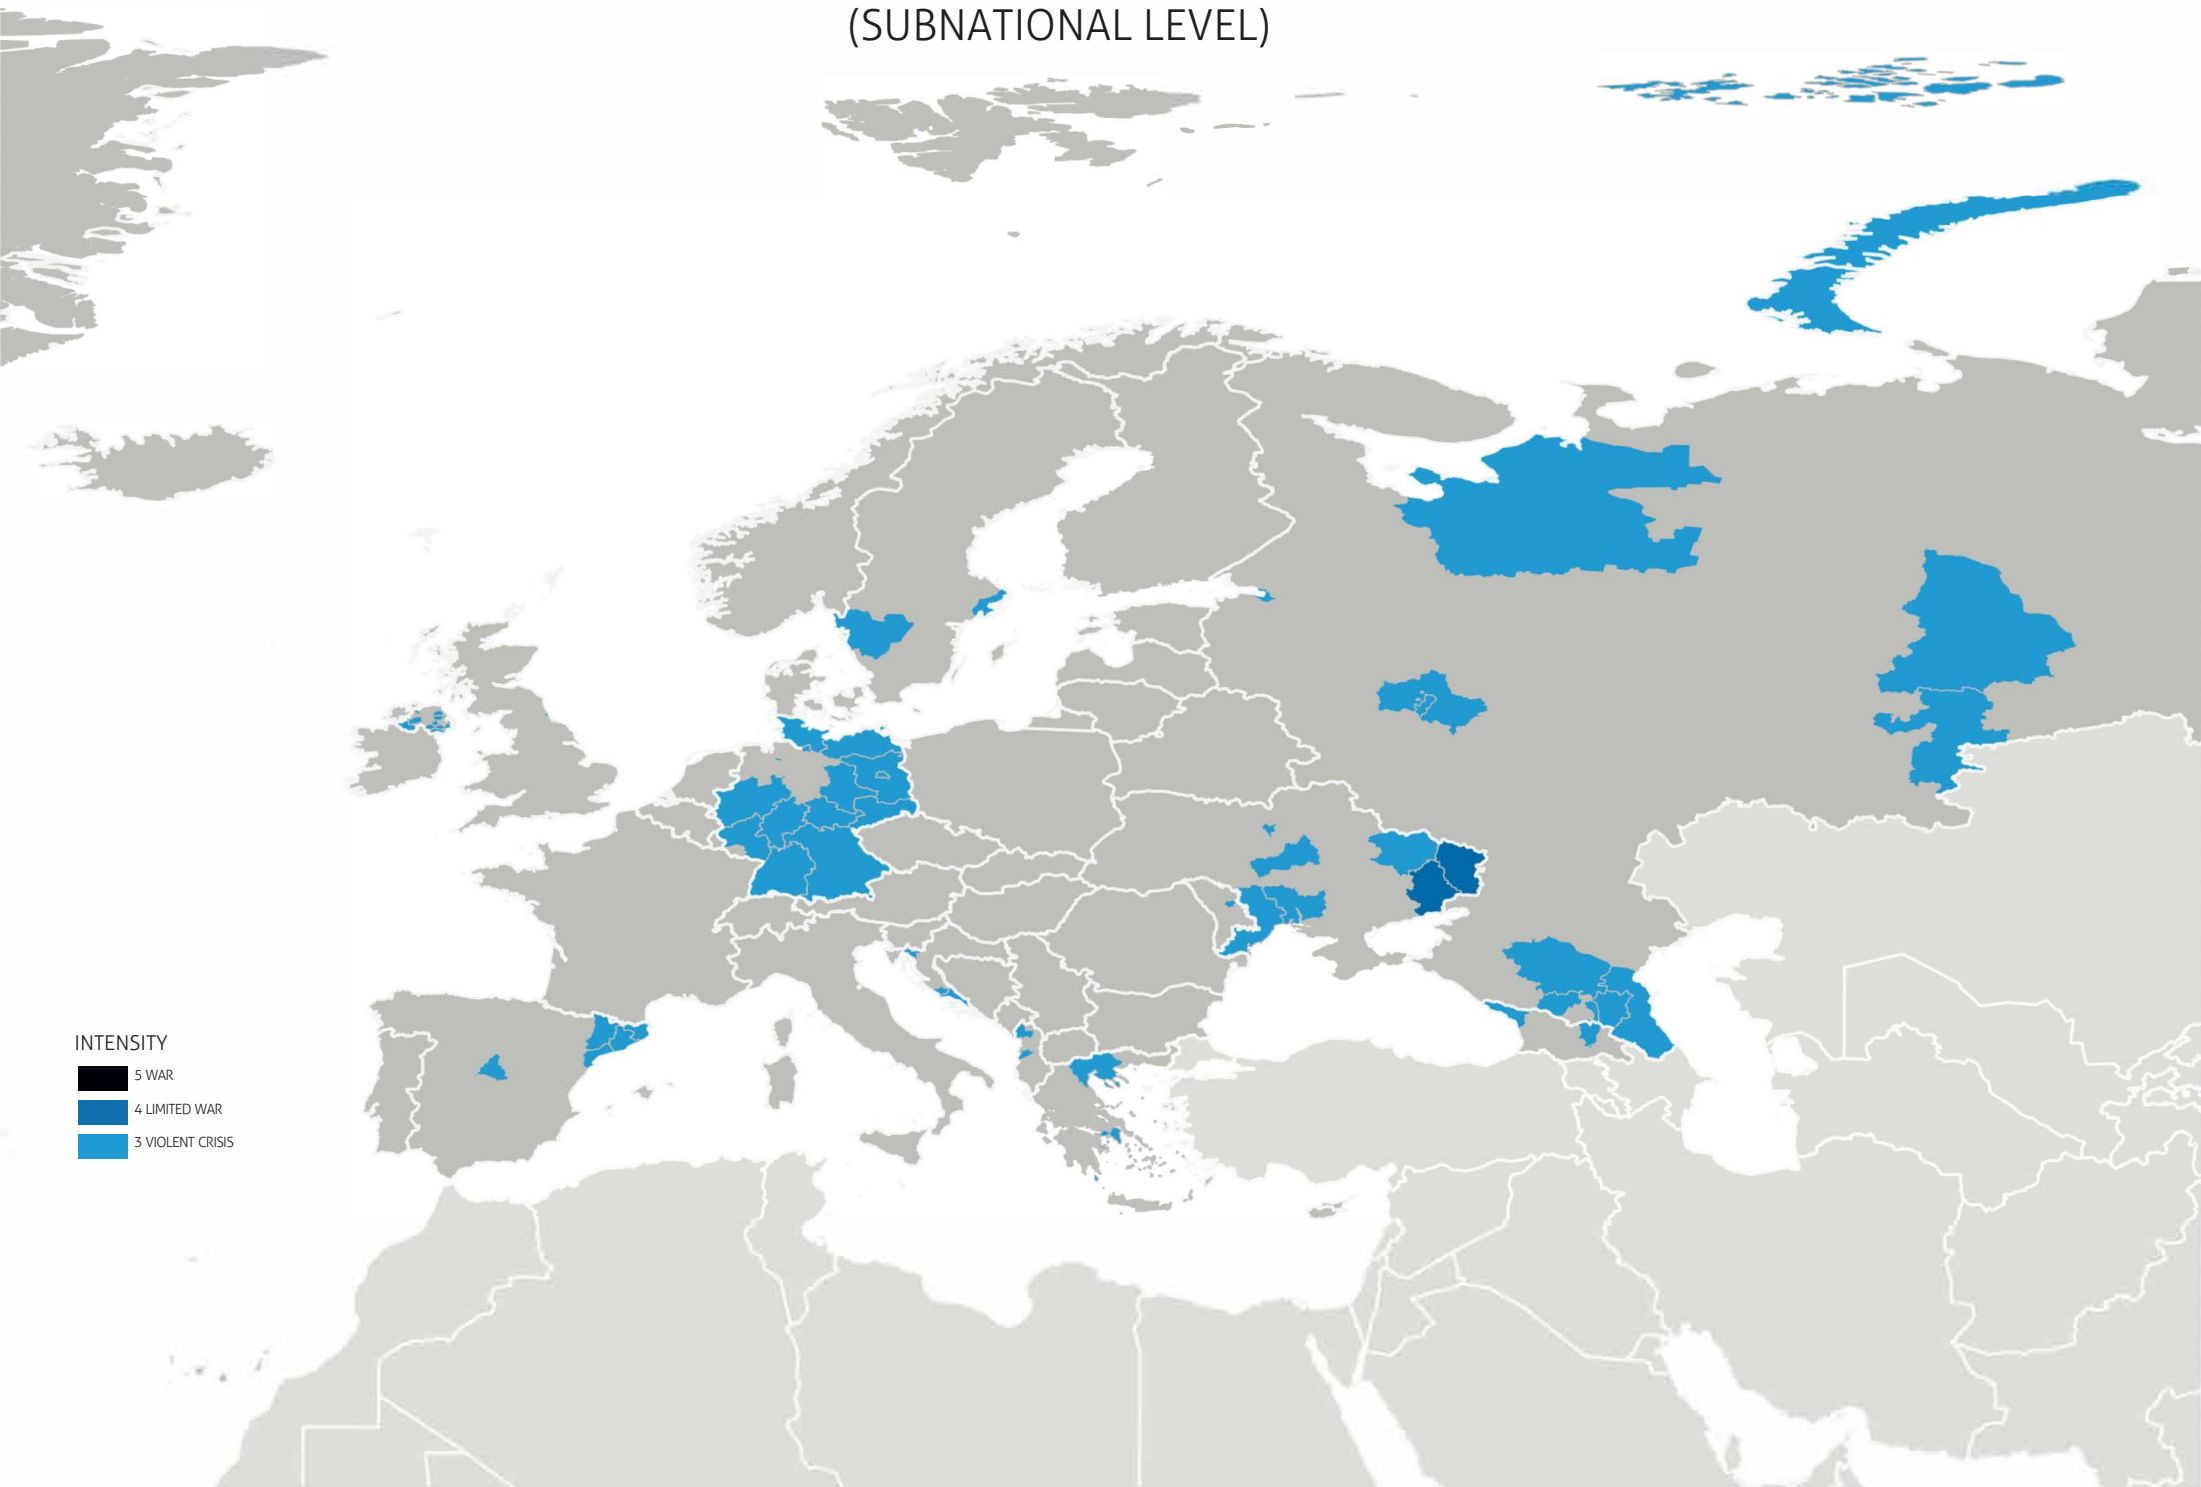 (SUBNATIONAL LEVEL)
INTENSITY
5 WAR
4 LIMITED WAR
3 VIOLENT CRISIS